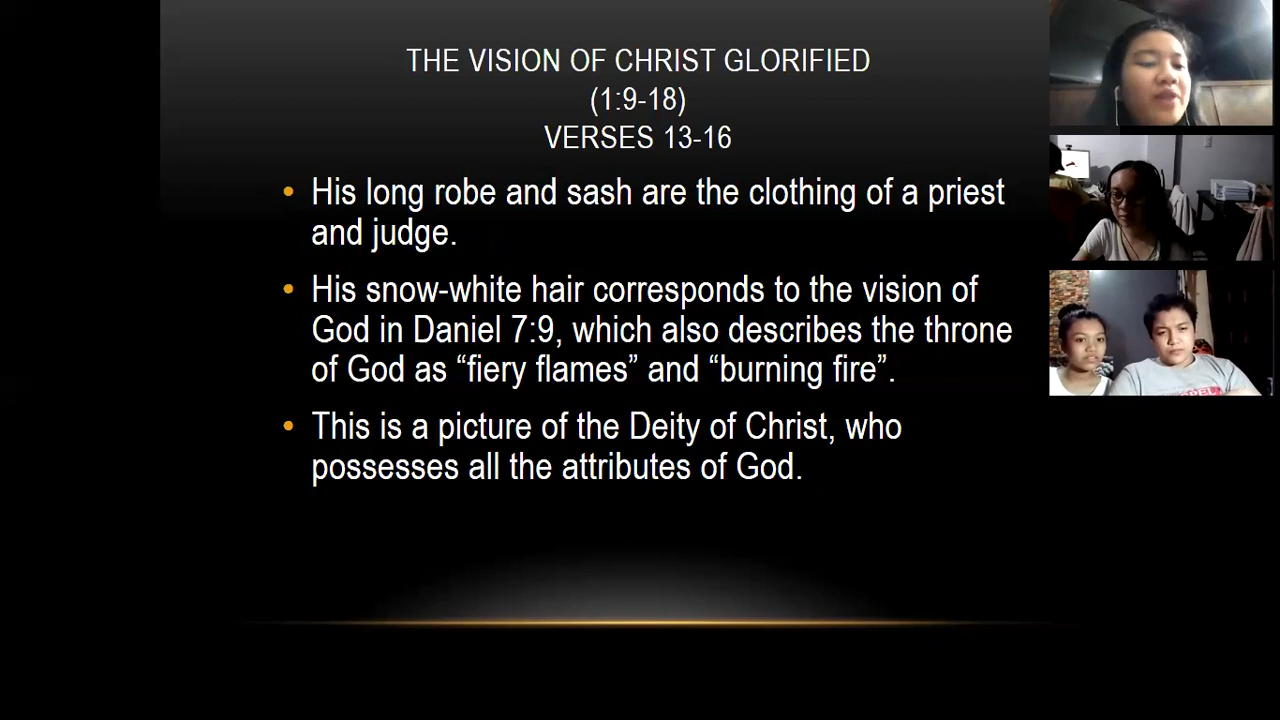 THE VISION OF CHRIST GLORIFIED
(1:9-18)
VERSES 13-16
• His long robe and sash are the clothing of a priest
and judge.
• His snow-white hair corresponds to the vision of
God in Daniel 7:9, which also describes the throne
of God as “fiery flames” and “burning fire”.
• This is a picture of the Deity of Christ, who
possesses all the attributes of God.